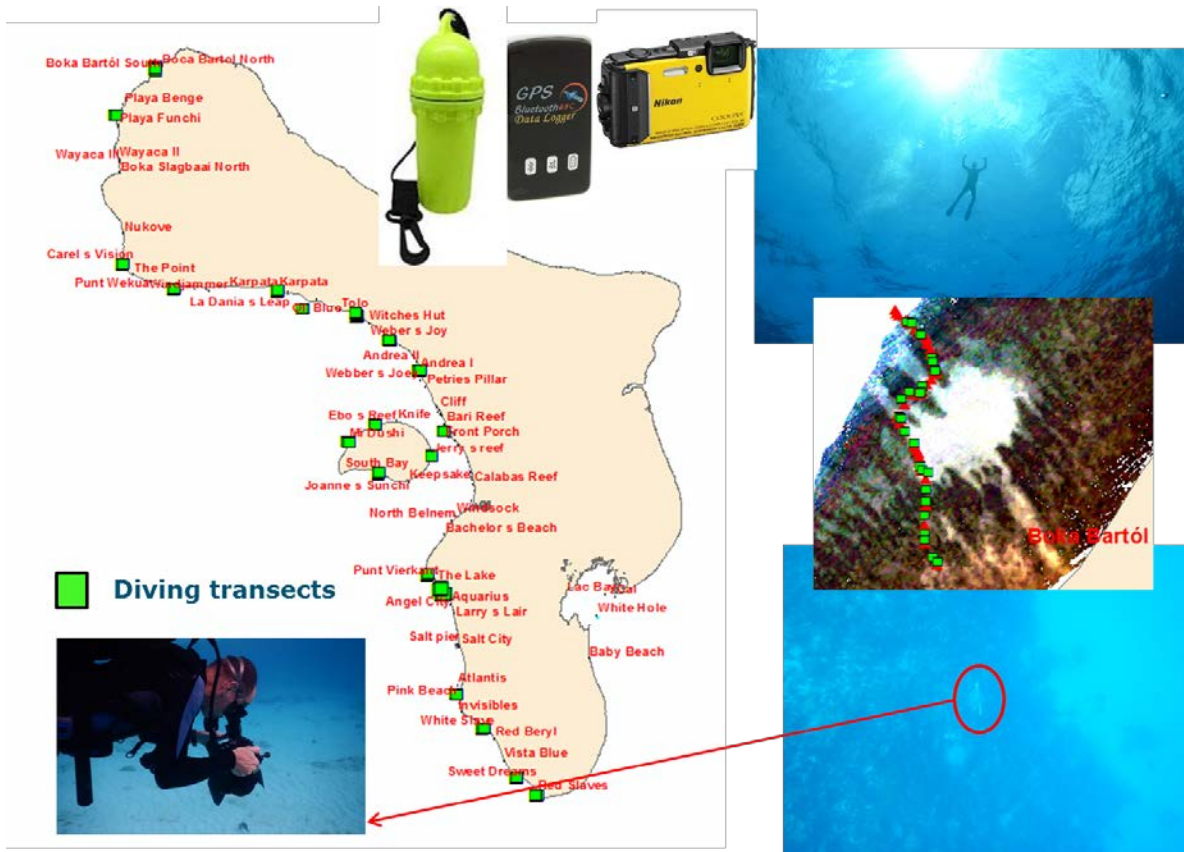 Boka Bartól South
Boca Bartol North
Playa Benge
Playa Funchi
Wayaca II
Boka Slagbaai North
Nukove
Carel s Vision
The Point
Punt Wekua
Windjammer
Karpata
Karpata
La Dania s Leap
Blue
Tolo
Witches Hut
Weber s Joy
Andrea II
Andrea I
Webber s Joe
Petries Pillar
Cliff
Ebo s Reef
Knife
Bari Reef
Front Porch
Mi Dushi
Jerry s reef
South Bay
Keepsake
Calabas Reef
Joanne s Sunchi
Windsock
North Belnem
Bachelor s Beach
Punt Vierkant
The Lake
Lac Bay
Angel City
Aquarius
White Hole
Larry s Lair
Salt pier
Salt City
Baby Beach
Atlantis
Pink Beach
Invisibles
White Slave
Red Beryl
Vista Blue
Sweet Dreams
Red Slaves
Diving transects
GPS
Bluetooth
Data Logger
Nikon
COOLPIX
Boka Bartól